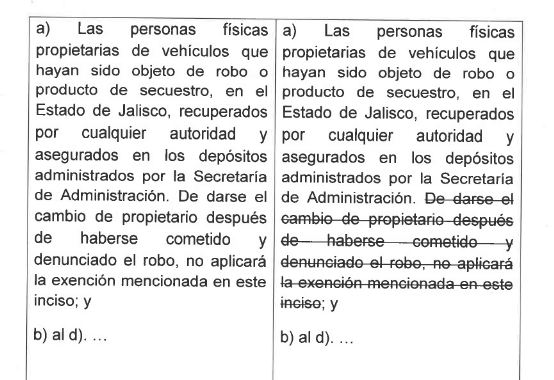 a) Las personas físicas
propietarias de vehículos que
hayan sido objeto de robo o
producto de secuestro, en el
Estado de Jalisco, recuperados
por cualquier autoridad y
asegurados en los depósitos
administrados por la Secretaría
de Administración. De darse el
cambio de propietario después
de haberse cometido y
denunciado el robo, no aplicará
la exención mencionada en este
inciso; y
b) al d). ...
a) Las personas físicas
propietarias de vehículos que
hayan sido objeto de robo o
producto de secuestro, en el
Estado de Jalisco, recuperados
por cualquier autoridad y
asegurados en los depósitos
administrados por la Secretaría
de Administración. De darse el
cambio de propietario después
de haberse cometido y
denunciado el robo, no aplicará
la exención mencionada en este
inciso; y
b) al d). ...